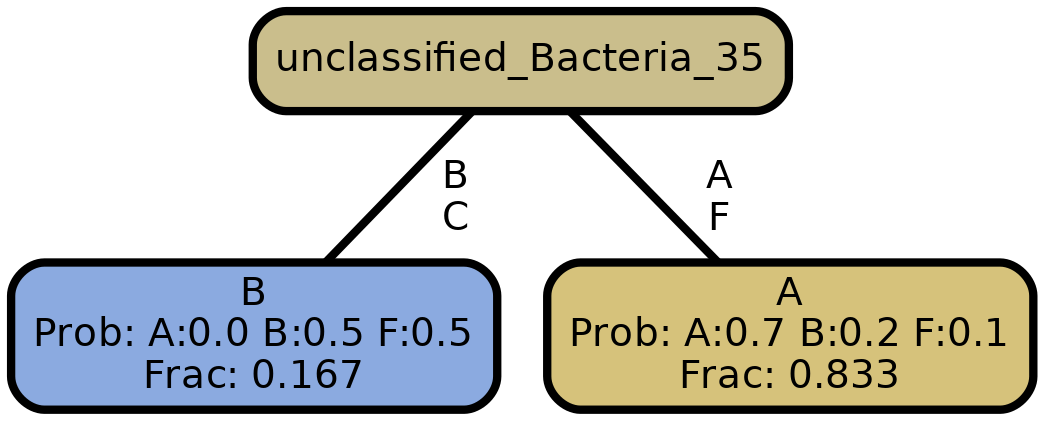 unclassified_Bacteria_35
B
C
A
F
B
Prob: A:0.0 B:0.5 F:0.5
Frac: 0.167
A
Prob: A:0.7 B:0.2 F:0.1
Frac: 0.833